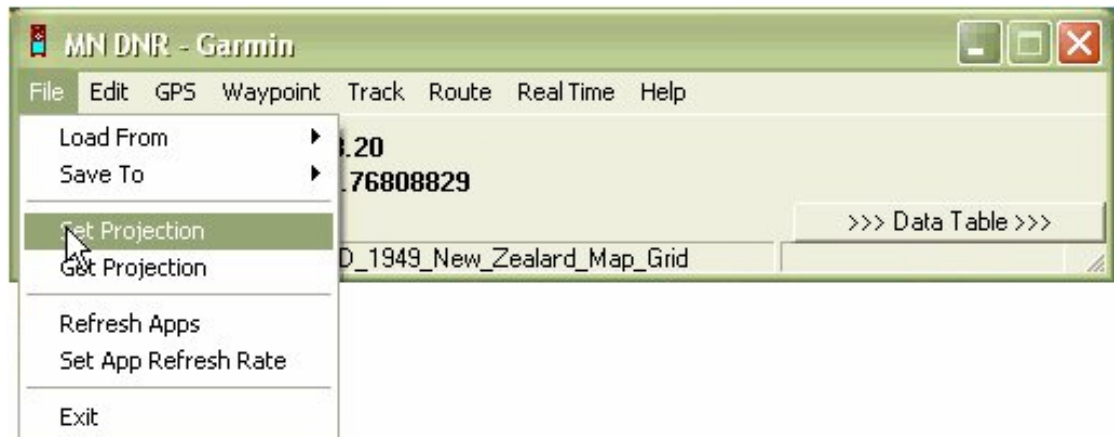 MN DNR - Garmin
File Edit GPS Waypoint Track Route Real Time Help
Load From
Save To
.20
.76808829
Set Projection
>>> Data Table >>>
Get Projection
D_1949_New_Zealard_Map_Grid
Refresh Apps
Set App Refresh Rate
Exit